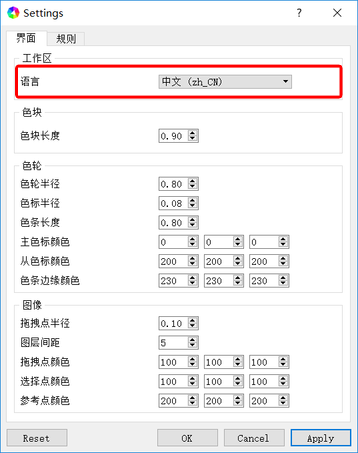 Settings
? ×
界面 规则
工作区
语言 中文 (zh_CN)
色块
色块长度 0.90
色轮
色轮半径 0.80
色标半径 0.08
色条长度 0.80
主色标颜色 0 0 0
从色标颜色 200 200 200
色条边缘颜色 230 230 230
图像
拖拽点半径 0.10
图层间距 5
拖拽点颜色 100 100 100
选择点颜色 100 100 100
参考点颜色 200 200 200
Reset OK Cancel Apply